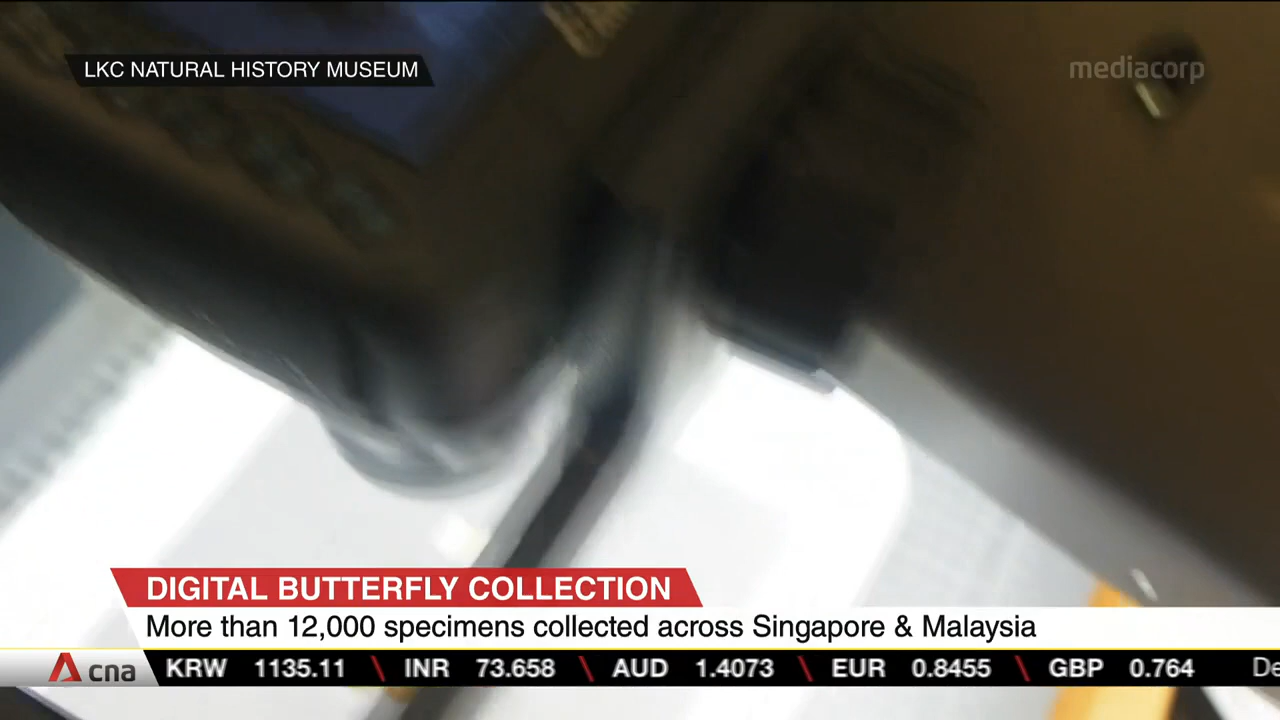 LKC NATURAL HISTORY MUSEUM
mediacorp
DIGITAL BUTTERFLY COLLECTION
More than 12,000 specimens collected across Singapore & Malaysia
cna KRW 1135.11 \ INR 73.658 \ AUD 1.4073 \ EUR 0.8455 \ GBP 0.764 De